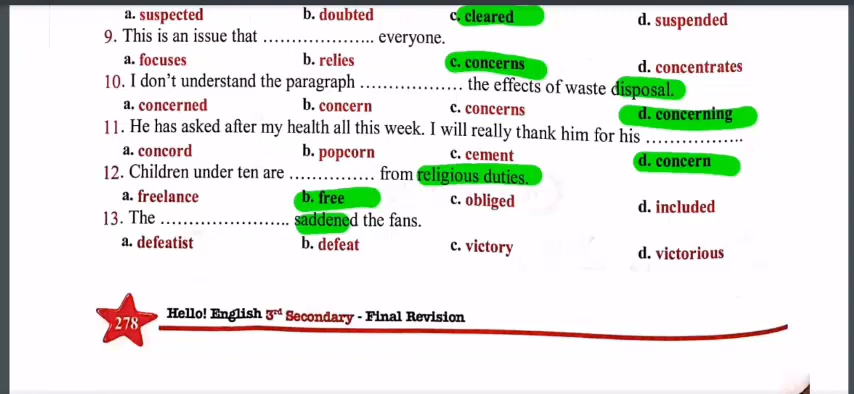 a. suspected b. doubted c. cleared d. suspended
9. This is an issue that ………………. everyone.
a. focuses b. relies c. concerns d. concentrates
10. I don't understand the paragraph ……………… the effects of waste disposal.
a. concerned b. concern c. concerns d. concerning
11. He has asked after my health all this week. I will really thank him for his ……………..
a. concord b. popcorn c. cement d. concern
12. Children under ten are …………… from religious duties.
a. freelance b. free c. obliged d. included
13. The …………………. saddened the fans.
a. defeatist b. defeat c. victory d. victorious
278 Hello! English 3rd Secondary - Final Revision